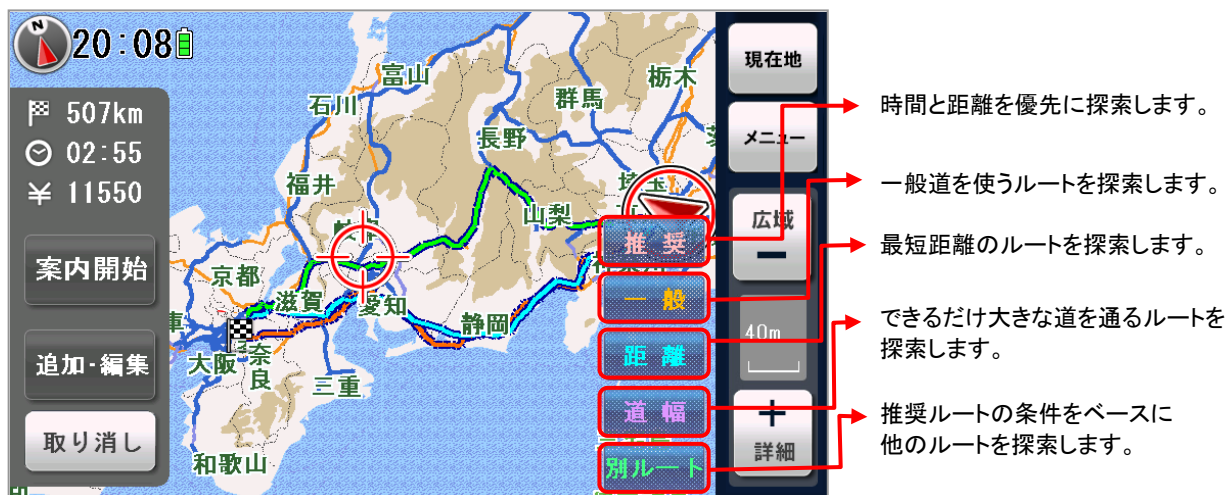 N
20:08
507km
02:55
¥ 11550
案内開始
追加・編集
取り消し
富山
石川
栃木
群馬
長野
福井
山梨
京都
滋賀
愛知
静岡
大阪
奈良
三重
和歌山
推奨
一般
距離
道幅
別ルート
現在地
メニュー
広域
−
40m
+
詳細
時間と距離を優先に探索します。
一般道を使うルートを探索します。
最短距離のルートを探索します。
できるだけ大きな道を通るルートを
探索します。
推奨ルートの条件をベースに
他のルートを探索します。